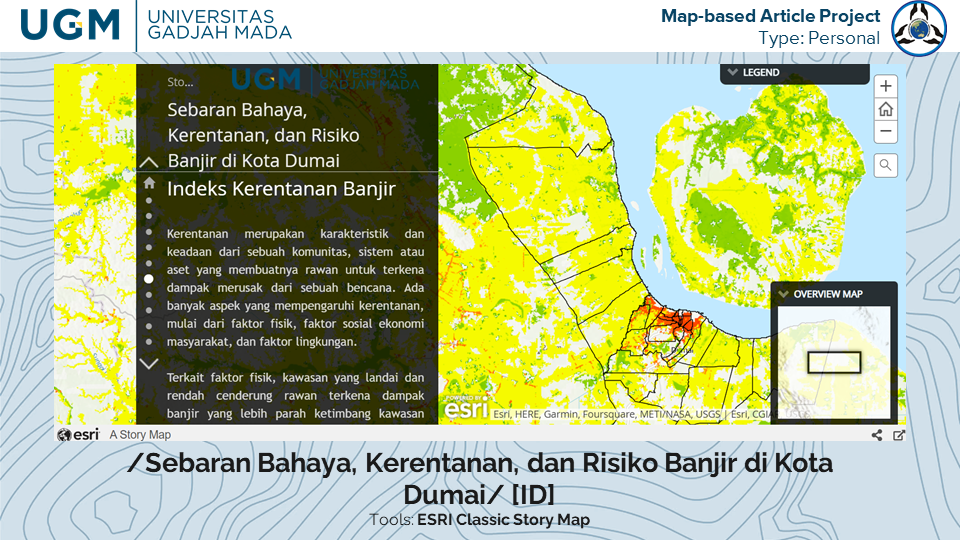 UGM
UNIVERSITAS
GADJAH MADA
Map-based Article Project
Type: Personal
UGM UNIVERSITAS
GADJAH MADA
Sto...
Sebaran Bahaya,
Kerentanan, dan Risiko
Banjir di Kota Dumai
Indeks Kerentanan Banjir
Kerentanan merupakan karakteristik dan
keadaan dari sebuah komunitas, sistem atau
aset yang membuatnya rawan untuk terkena
dampak merusak dari sebuah bencana. Ada
banyak aspek yang mempengaruhi kerentanan,
mulai dari faktor fisik, faktor sosial ekonomi
masyarakat, dan faktor lingkungan.
Terkait faktor fisik, kawasan yang landai dan
rendah cenderung rawan terkena dampak
banjir yang lebih parah ketimbang kawasan
LEGEND
+
−
OVERVIEW MAP
POWERED BY
esri
Esri, HERE, Garmin, Foursquare, METI/NASA, USGS | Esri, CGIAR, USGS
esri A Story Map
/Sebaran Bahaya, Kerentanan, dan Risiko Banjir di Kota
Dumai/ [ID]
Tools: ESRI Classic Story Map